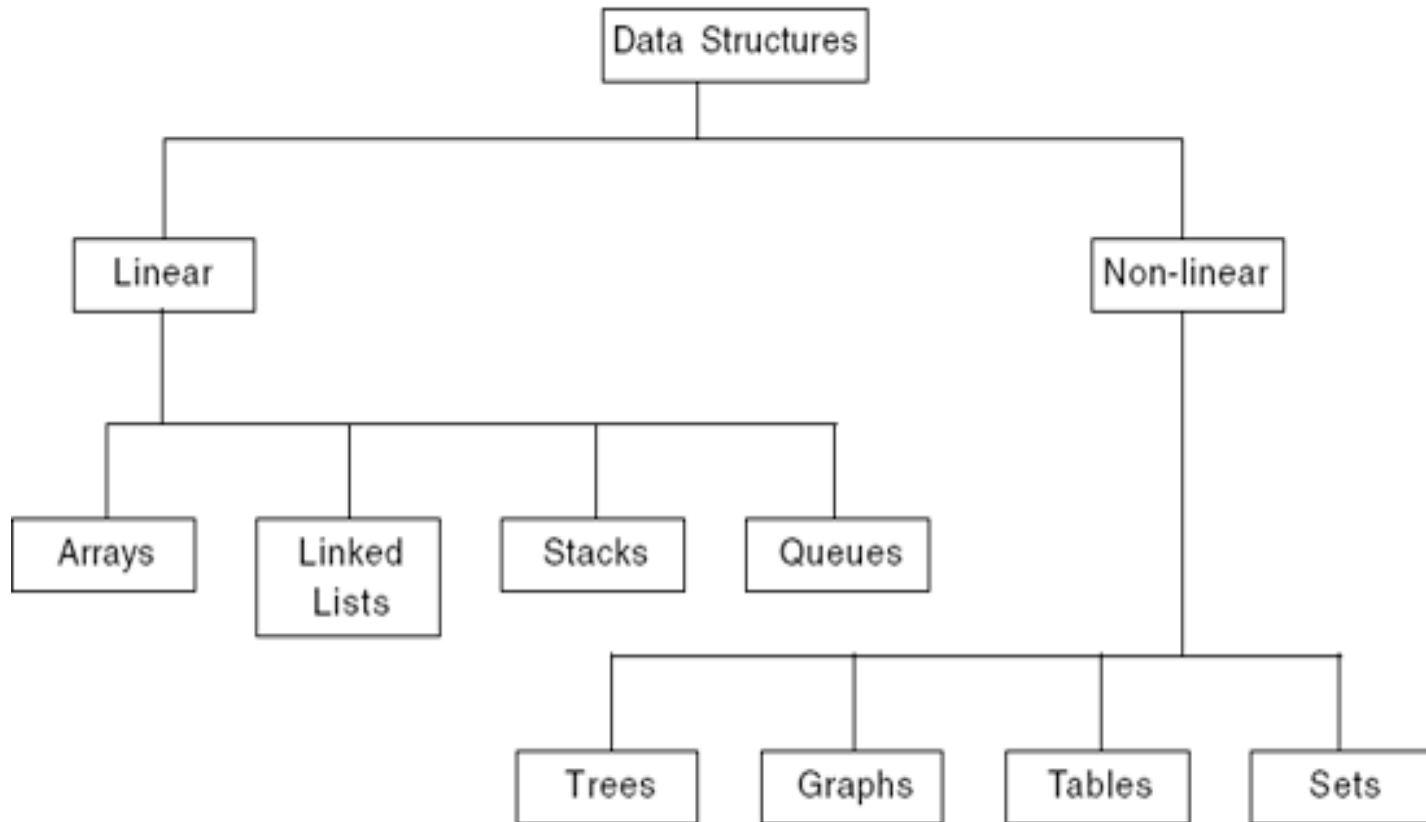 Data Structures
Linear
Non-linear
Arrays
Linked
Lists
Stacks
Queues
Trees
Graphs
Tables
Sets